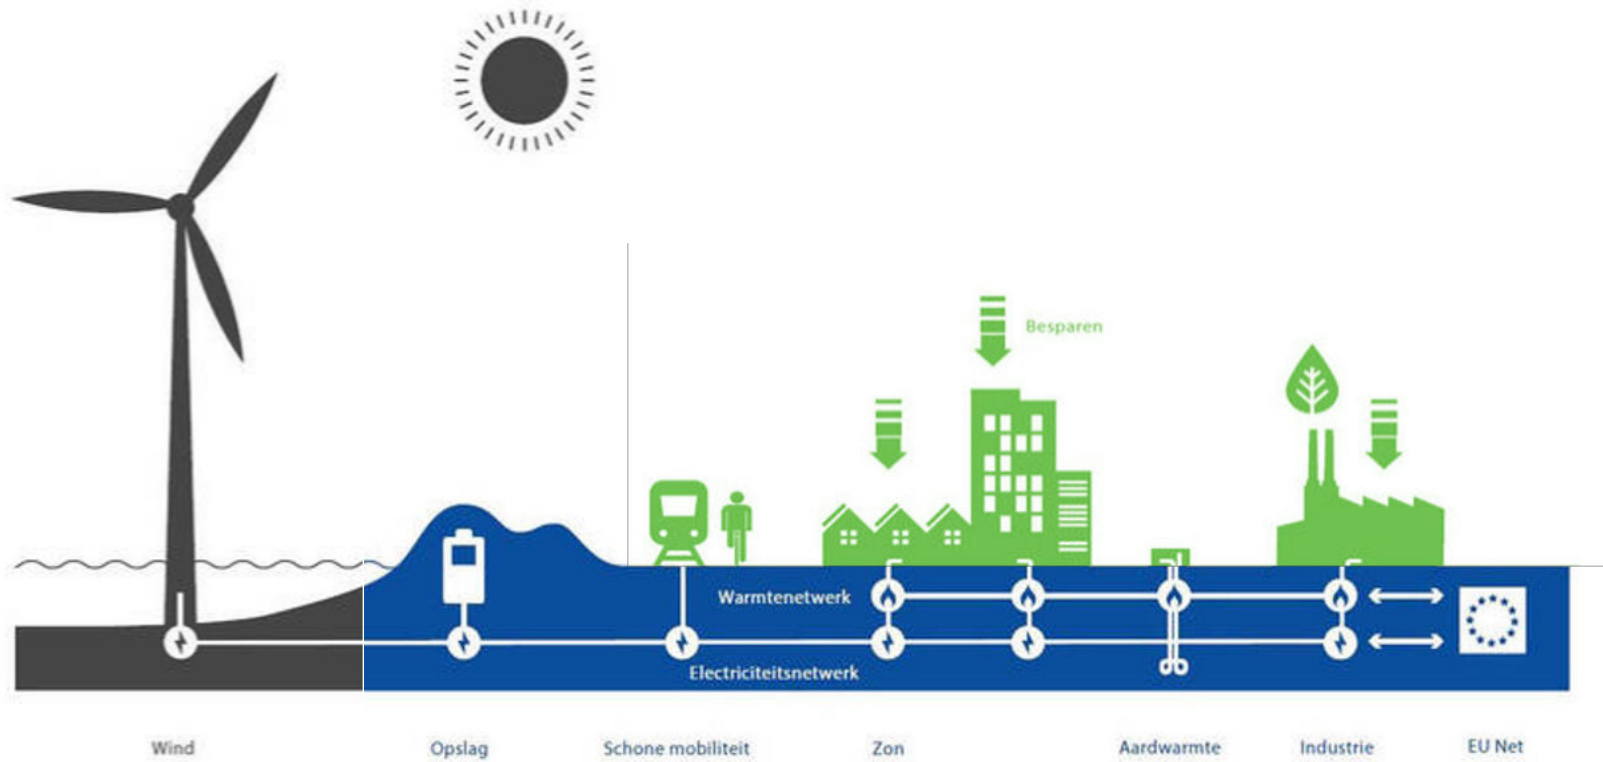 Besparen
Warmtenetwerk
Electriciteitsnetwerk
Wind
Opslag
Schone mobiliteit
Zon
Aardwarmte
Industrie
EU Net